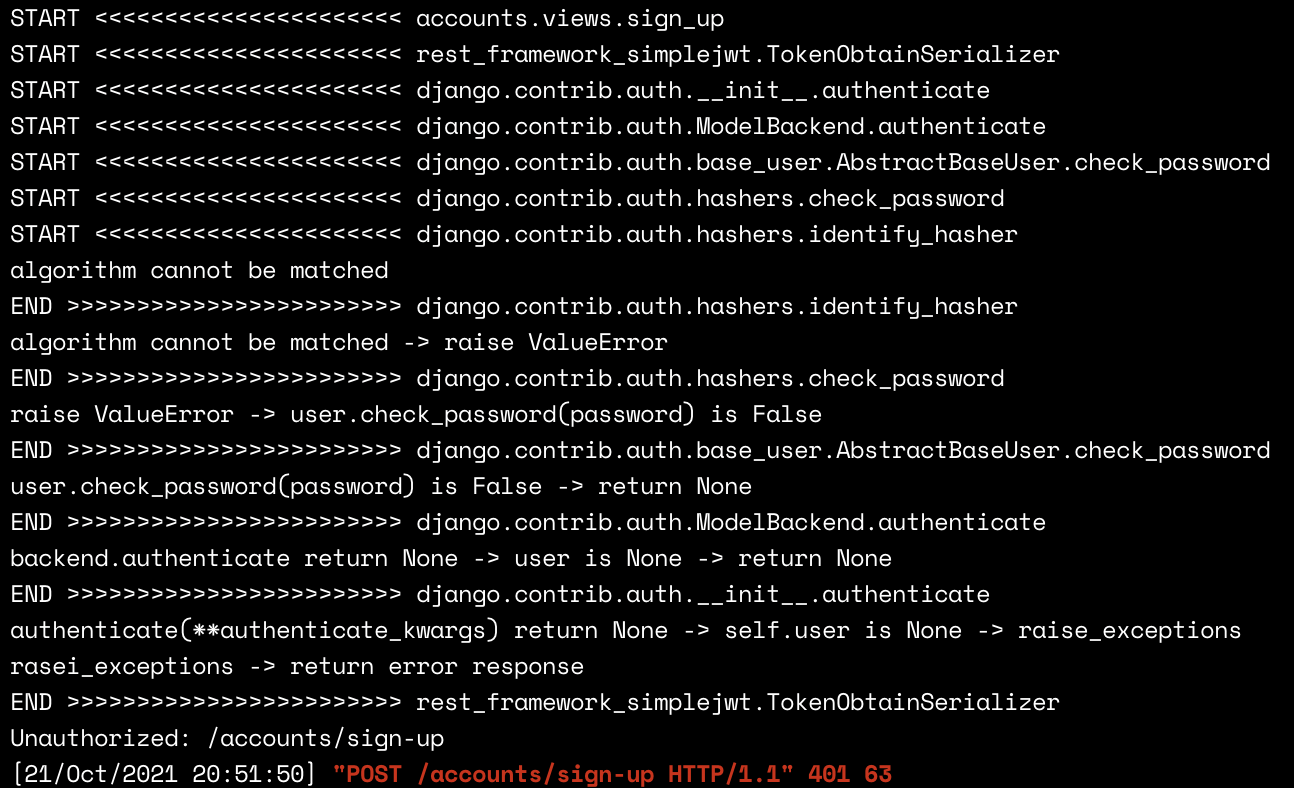 START <<<<<<<<<<<<<<<<<<<<<< accounts.views.sign_up
START <<<<<<<<<<<<<<<<<<<<<< rest_framework_simplejwt.TokenObtainSerializer
START <<<<<<<<<<<<<<<<<<<<<< django.contrib.auth.__init__.authenticate
START <<<<<<<<<<<<<<<<<<<<<< django.contrib.auth.ModelBackend.authenticate
START <<<<<<<<<<<<<<<<<<<<<< django.contrib.auth.base_user.AbstractBaseUser.check_password
START <<<<<<<<<<<<<<<<<<<<<< django.contrib.auth.hashers.check_password
START <<<<<<<<<<<<<<<<<<<<<< django.contrib.auth.hashers.identify_hasher
algorithm cannot be matched
END >>>>>>>>>>>>>>>>>>>>>>>> django.contrib.auth.hashers.identify_hasher
algorithm cannot be matched -> raise ValueError
END >>>>>>>>>>>>>>>>>>>>>>>> django.contrib.auth.hashers.check_password
raise ValueError -> user.check_password(password) is False
END >>>>>>>>>>>>>>>>>>>>>>>> django.contrib.auth.base_user.AbstractBaseUser.check_password
user.check_password(password) is False -> return None
END >>>>>>>>>>>>>>>>>>>>>>>> django.contrib.auth.ModelBackend.authenticate
backend.authenticate return None -> user is None -> return None
END >>>>>>>>>>>>>>>>>>>>>>>> django.contrib.auth.__init__.authenticate
authenticate(**authenticate_kwargs) return None -> self.user is None -> raise_exceptions
rasei_exceptions -> return error response
END >>>>>>>>>>>>>>>>>>>>>>>> rest_framework_simplejwt.TokenObtainSerializer
Unauthorized: /accounts/sign-up
[21/Oct/2021 20:51:50] "POST /accounts/sign-up HTTP/1.1" 401 63